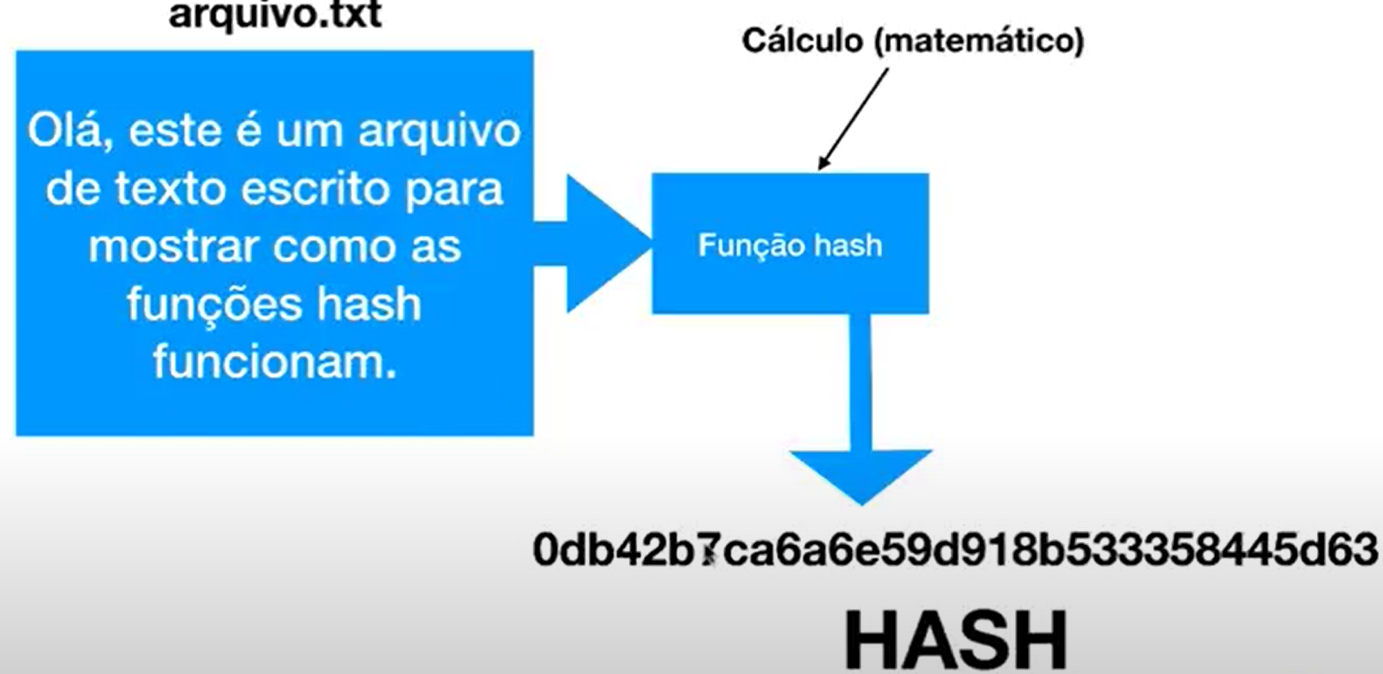 arquivo.txt
Cálculo (matemático)
Olá, este é um arquivo
de texto escrito para
mostrar como as
funções hash
funcionam.
Função hash
0db42b7ca6a6e59d918b533358445d63
HASH